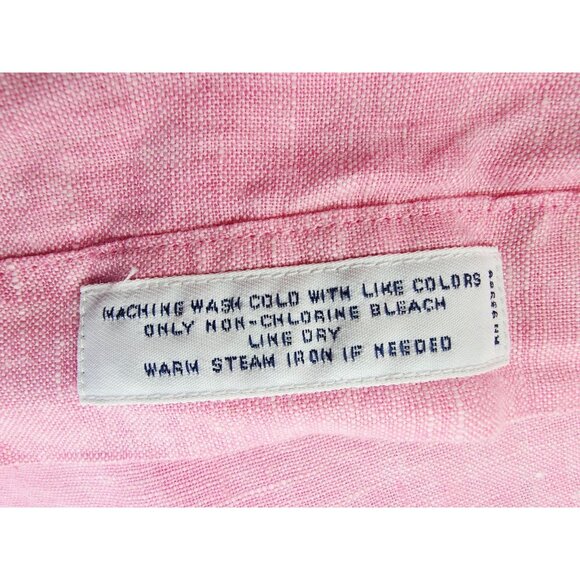 MACHINE WASH COLD WITH LIKE COLORS
ONLY NON-CHLORINE BLEACH
LINE DRY
WARM STEAM IRON IF NEEDED